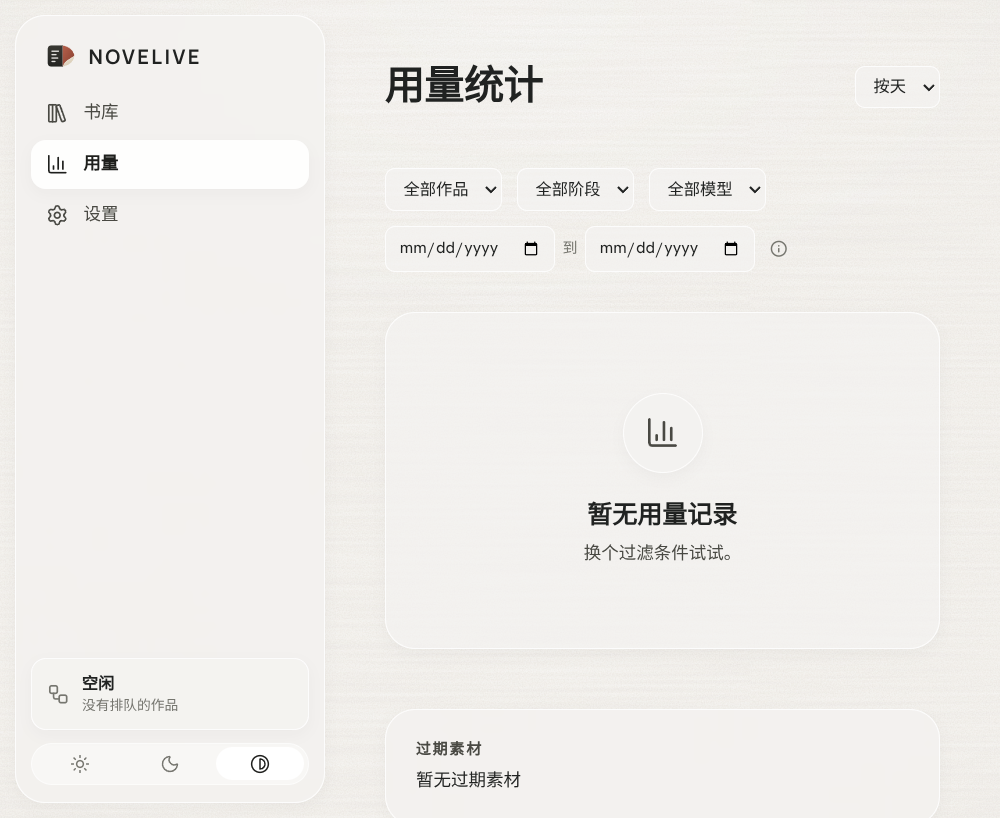 NOVELIVE
书库
用量
设置
空闲
没有排队的作品
用量统计
按天
全部作品 全部阶段 全部模型
mm/dd/yyyy 到 mm/dd/yyyy
暂无用量记录
换个过滤条件试试。
过期素材
暂无过期素材